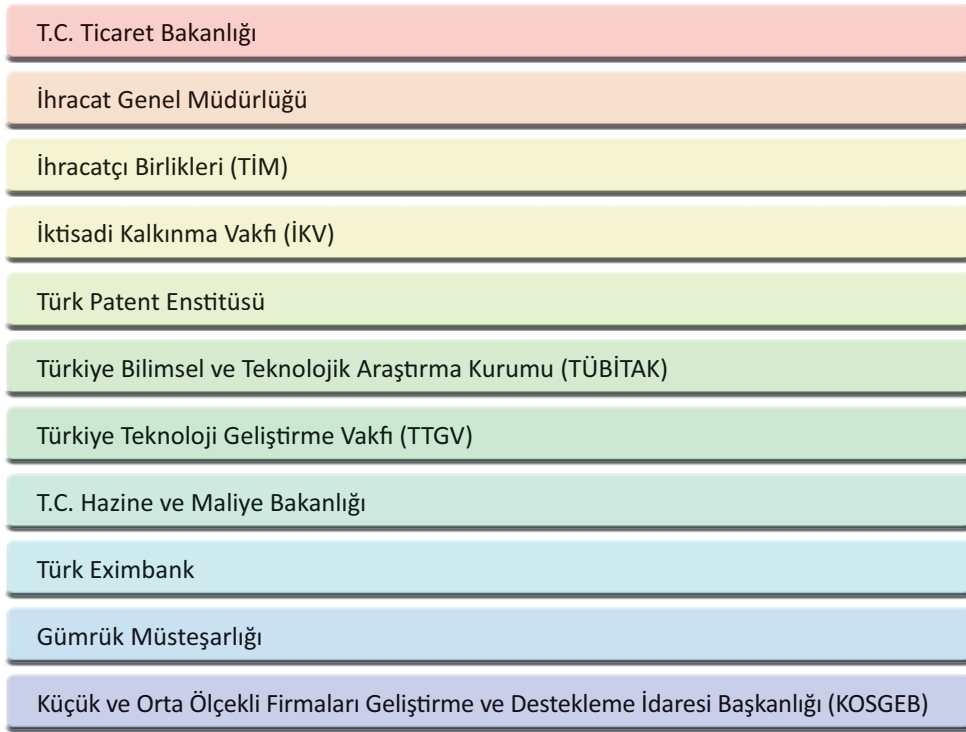 T.C. Ticaret Bakanlığı
İhracat Genel Müdürlüğü
İhracatçı Birlikleri (TİM)
İktisadi Kalkınma Vakfı (İKV)
Türk Patent Enstitüsü
Türkiye Bilimsel ve Teknolojik Araştırma Kurumu (TÜBİTAK)
Türkiye Teknoloji Geliştirme Vakfı (TTGV)
T.C. Hazine ve Maliye Bakanlığı
Türk Eximbank
Gümrük Müsteşarlığı
Küçük ve Orta Ölçekli Firmaları Geliştirme ve Destekleme İdaresi Başkanlığı (KOSGEB)